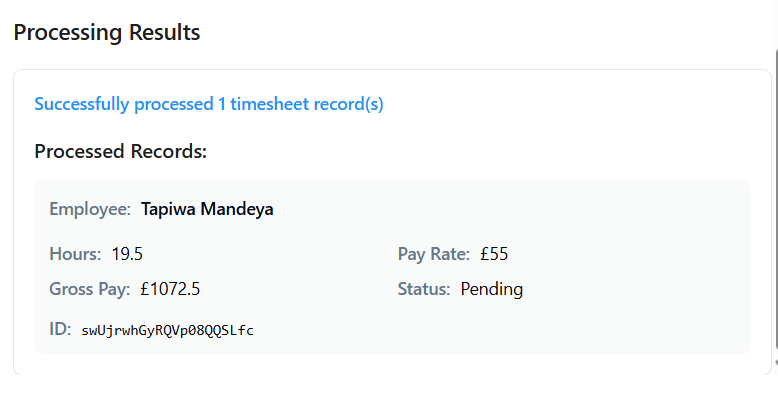 Processing Results
Successfully processed 1 timesheet record(s)
Processed Records:
Employee: Tapiwa Mandeya
Hours: 19.5 Pay Rate: £55
Gross Pay: £1072.5 Status: Pending
ID: swUjrwhGyRQVp08QQSLfc